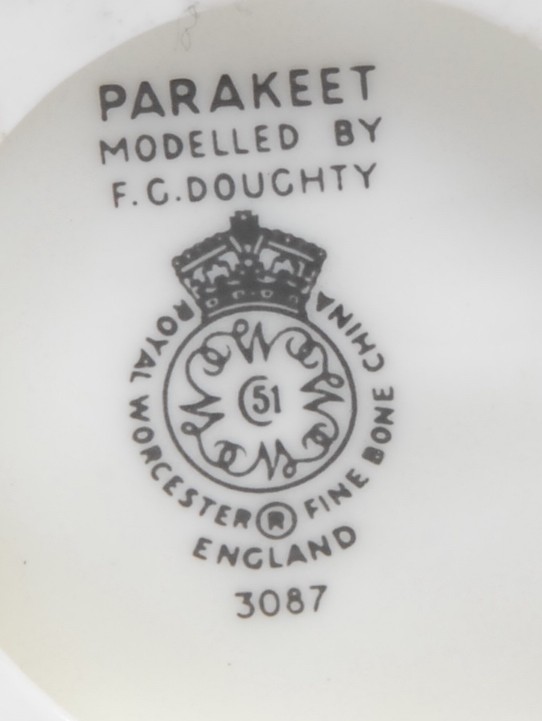 PARAKEET
MODELLED BY
F.G.DOUGHTY
51
ROYAL WORCESTER ® FINE BONE CHINA
ENGLAND
3087